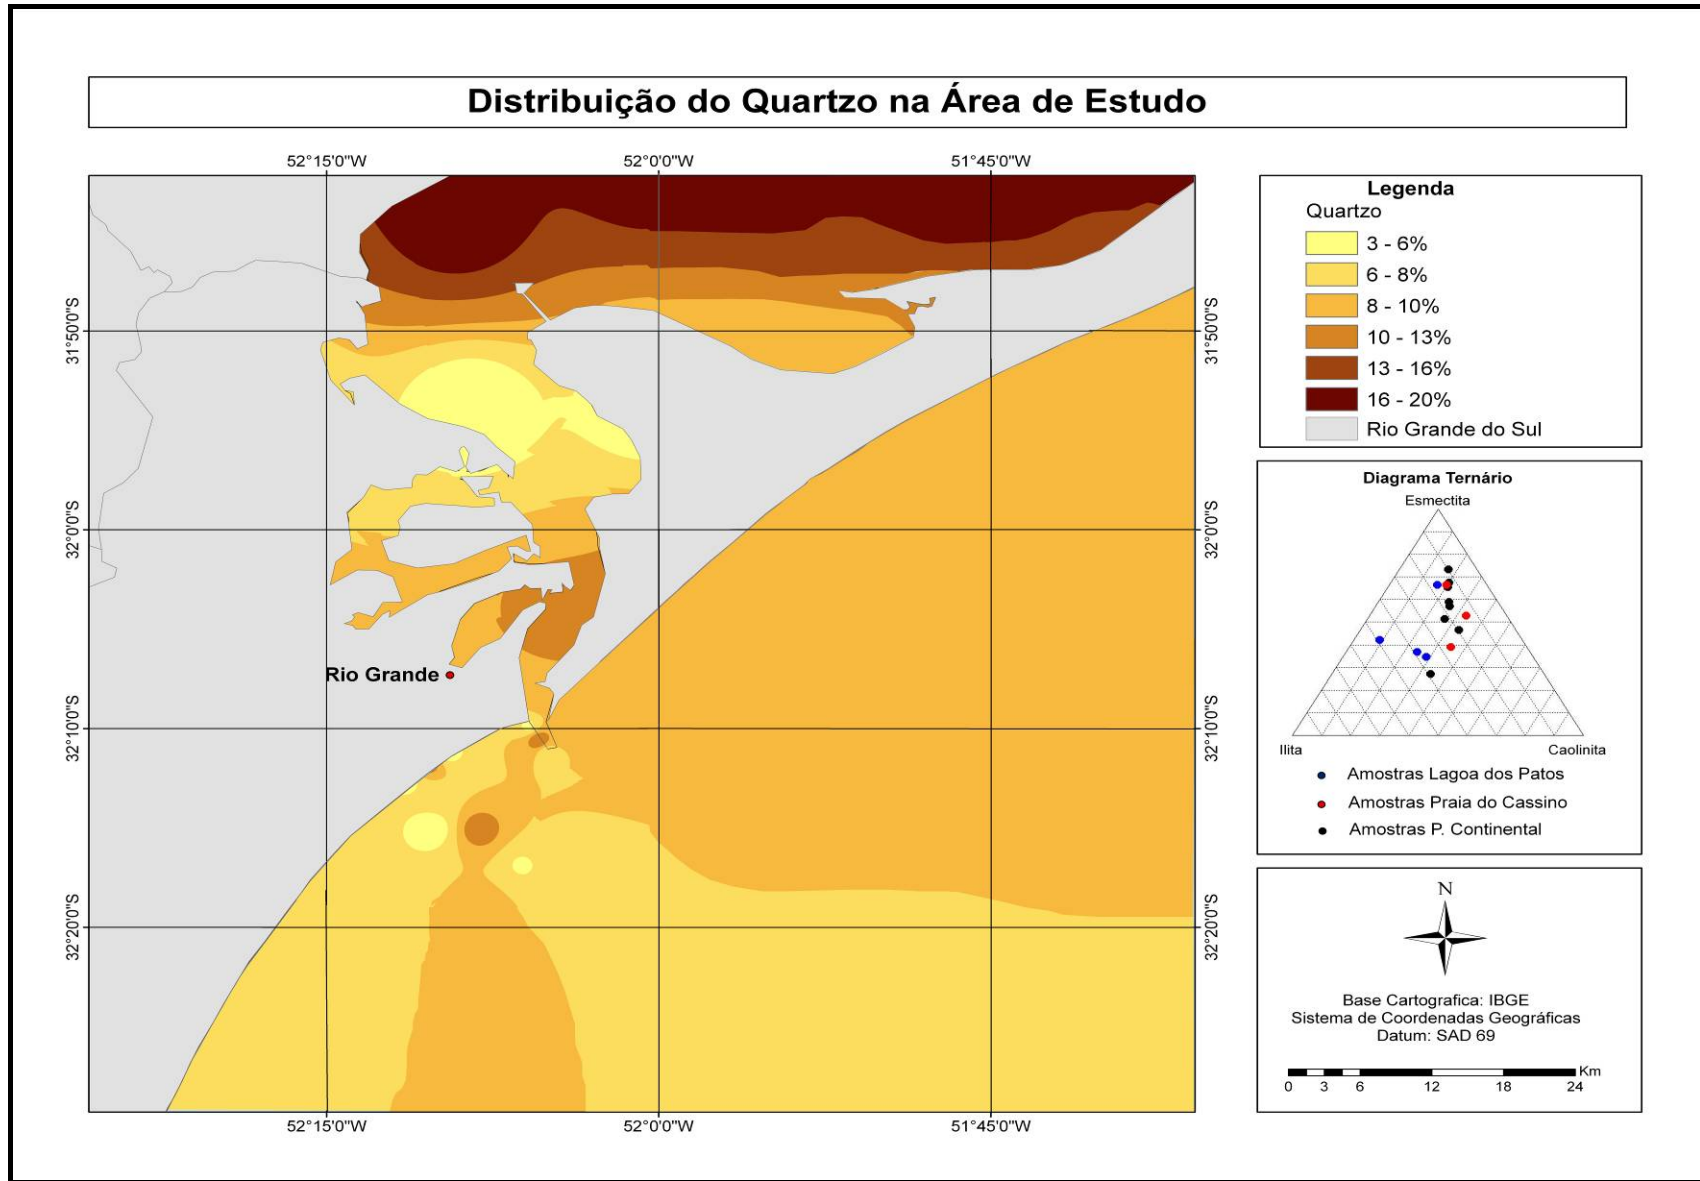 Distribuição do Quartzo na Área de Estudo
52°15'0"W 52°0'0"W 51°45'0"W
31°50'0"S 31°50'0"S
32°0'0"S 32°0'0"S
Rio Grande
32°10'0"S 32°10'0"S
32°20'0"S 32°20'0"S
52°15'0"W 52°0'0"W 51°45'0"W
Legenda
Quartzo
3 - 6%
6 - 8%
8 - 10%
10 - 13%
13 - 16%
16 - 20%
Rio Grande do Sul
Diagrama Ternário
Esmectita
Ilita Caolinita
Amostras Lagoa dos Patos
Amostras Praia do Cassino
Amostras P. Continental
N
Base Cartografica: IBGE
Sistema de Coordenadas Geográficas
Datum: SAD 69
Km
0 3 6 12 18 24